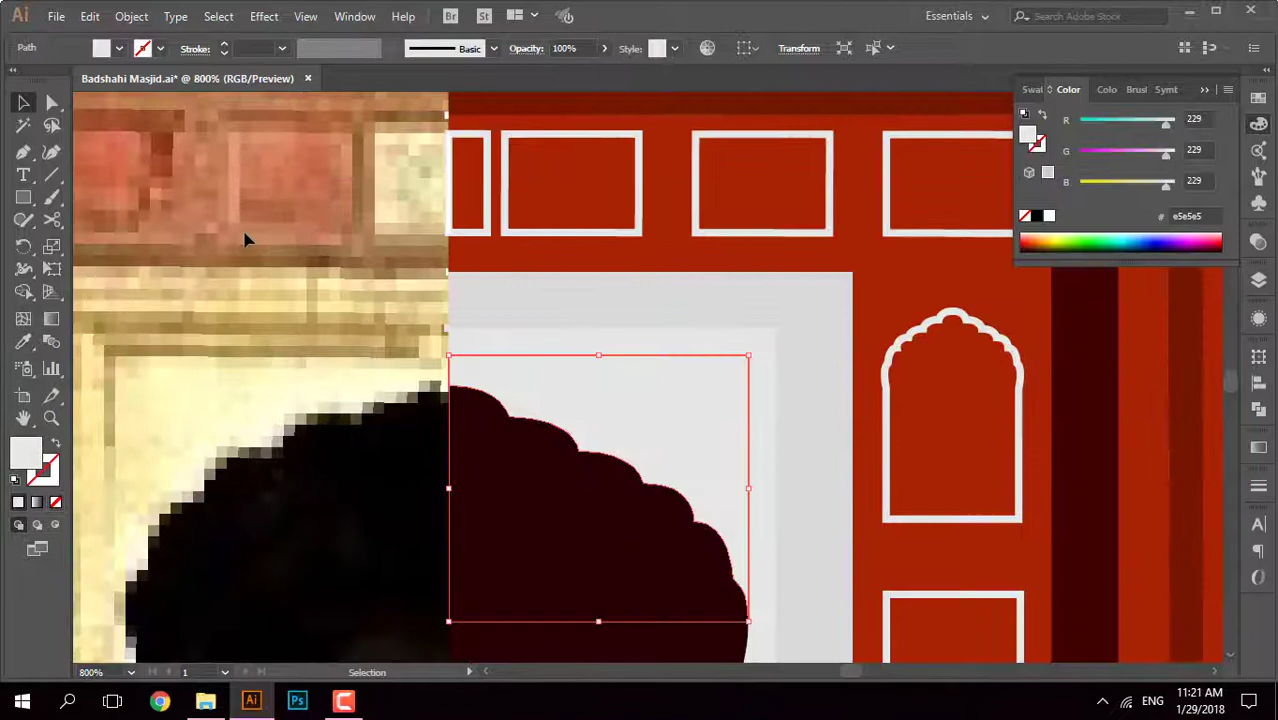 Ai File Edit Object Type Select Effect View Window Help Br St Essentials Search Adobe Stock
Path Stroke: Basic Opacity: 100% Style: Transform
Badshahi Masjid.ai* @ 800% (RGB/Preview) ×
Swat Color Colo Brus Symt
R 229
G 229
B 229
# e5e5e5
800% 1 Selection
Ai Ps ENG 11:21 AM
1/29/2018